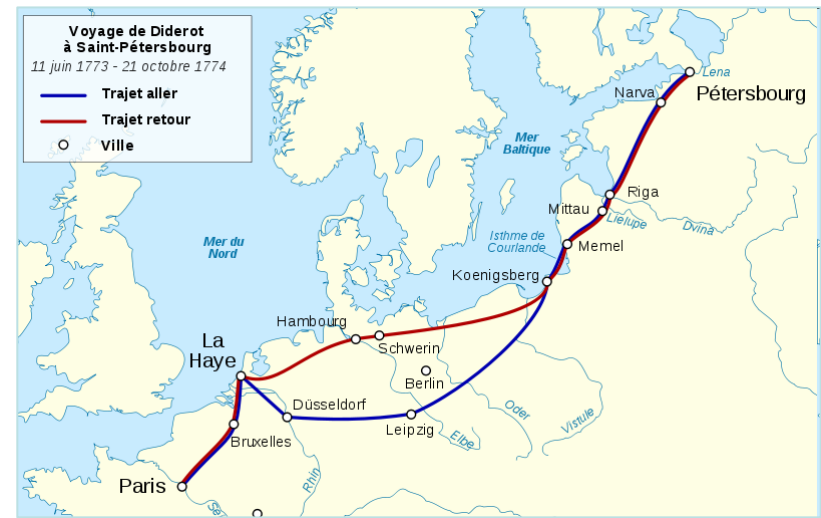 Voyage de Diderot
à Saint-Pétersbourg
11 juin 1773 - 21 octobre 1774
Trajet aller
Trajet retour
Ville
Lena
Narva
Pétersbourg
Mer
Baltique
Riga
Mittau
Lielupe
Dvina
Isthme de
Courlande
Memel
Mer du
Nord
Koenigsberg
Hambourg
La
Haye
Schwerin
Berlin
Düsseldorf
Oder
Vistule
Leipzig
Elbe
Bruxelles
Rhin
Paris